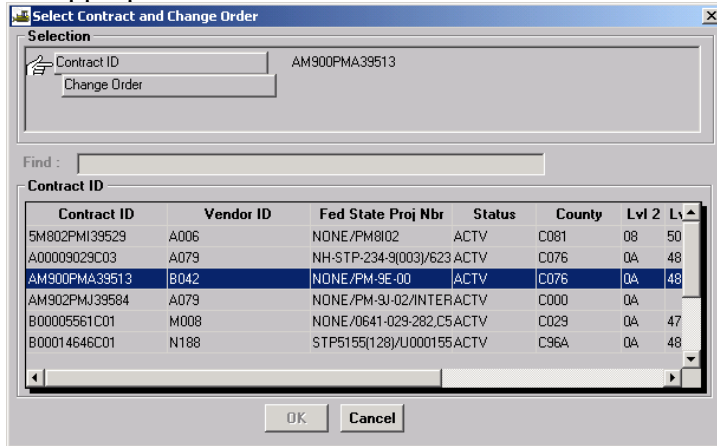 Select Contract and Change Order
Selection
Contract ID AM900PMA39513
Change Order
Find :
Contract ID
Contract ID Vendor ID Fed State Proj Nbr Status County Lvl 2
5M802PMI39529 A006 NONE/PM8I02 ACTV C081 08 50
A00009029C03 A079 NH-STP-234-9(003)/623 ACTV C076 0A 48
AM900PMA39513 B042 NONE/PM-9E-00 ACTV C076 0A 48
AM902PMJ39584 A079 NONE/PM-9J-02/INTER ACTV C000 0A
B00005561C01 M008 NONE/0641-029-282,C5 ACTV C029 0A 47
B00014646C01 N188 STP5155(128)/U000155 ACTV C96A 0A 48
OK Cancel